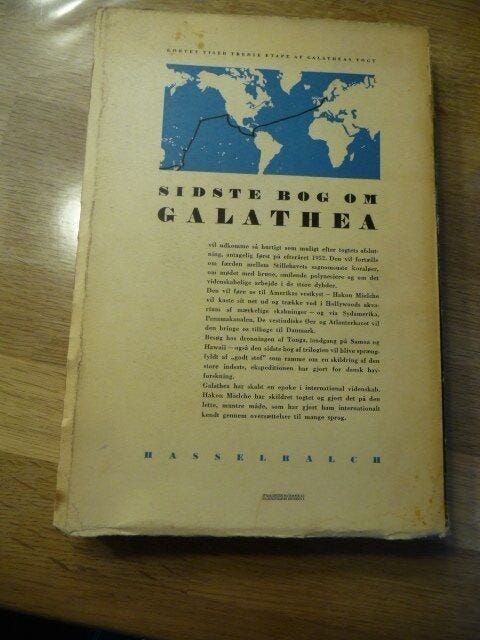 KORTET VISER TREDIE ETAPE AF GALATHEAS TOGT
SIDSTE BOG OM
GALATHEA
vil udkomme så hurtigt som muligt efter togtets afslut-
ning, antagelig først på efteråret 1952. Den vil fortælle
om færden mellem Stillehavets sagnomsuste koraløer,
om mødet med brune, smilende polynesiere og om det
videnskabelige arbejde i de store dybder.
Den vil føre os til Amerikas vestkyst – Hakon Mielche
vil kaste sit net ud og trække vod i Hollywoods akva-
rium af mærkelige skabninger – og via Sydamerika,
Panamakanalen, De vestindiske Øer og Atlanterhavet vil
den bringe os tilbage til Danmark.
Besøg hos dronningen af Tonga, landgang på Samoa og
Hawaii – også den sidste bog af trilogien vil blive spræng-
fyldt af „godt stof" som ramme om en skildring af den
store indsats, ekspeditionen har gjort for dansk hav-
forskning.
Galathea har skabt en epoke i international videnskab.
Hakon Mielche har skildret togtet og gjort det på den
lette, muntre måde, som har gjort ham internationalt
kendt gennem oversættelser til mange sprog.
HASSELBALCH